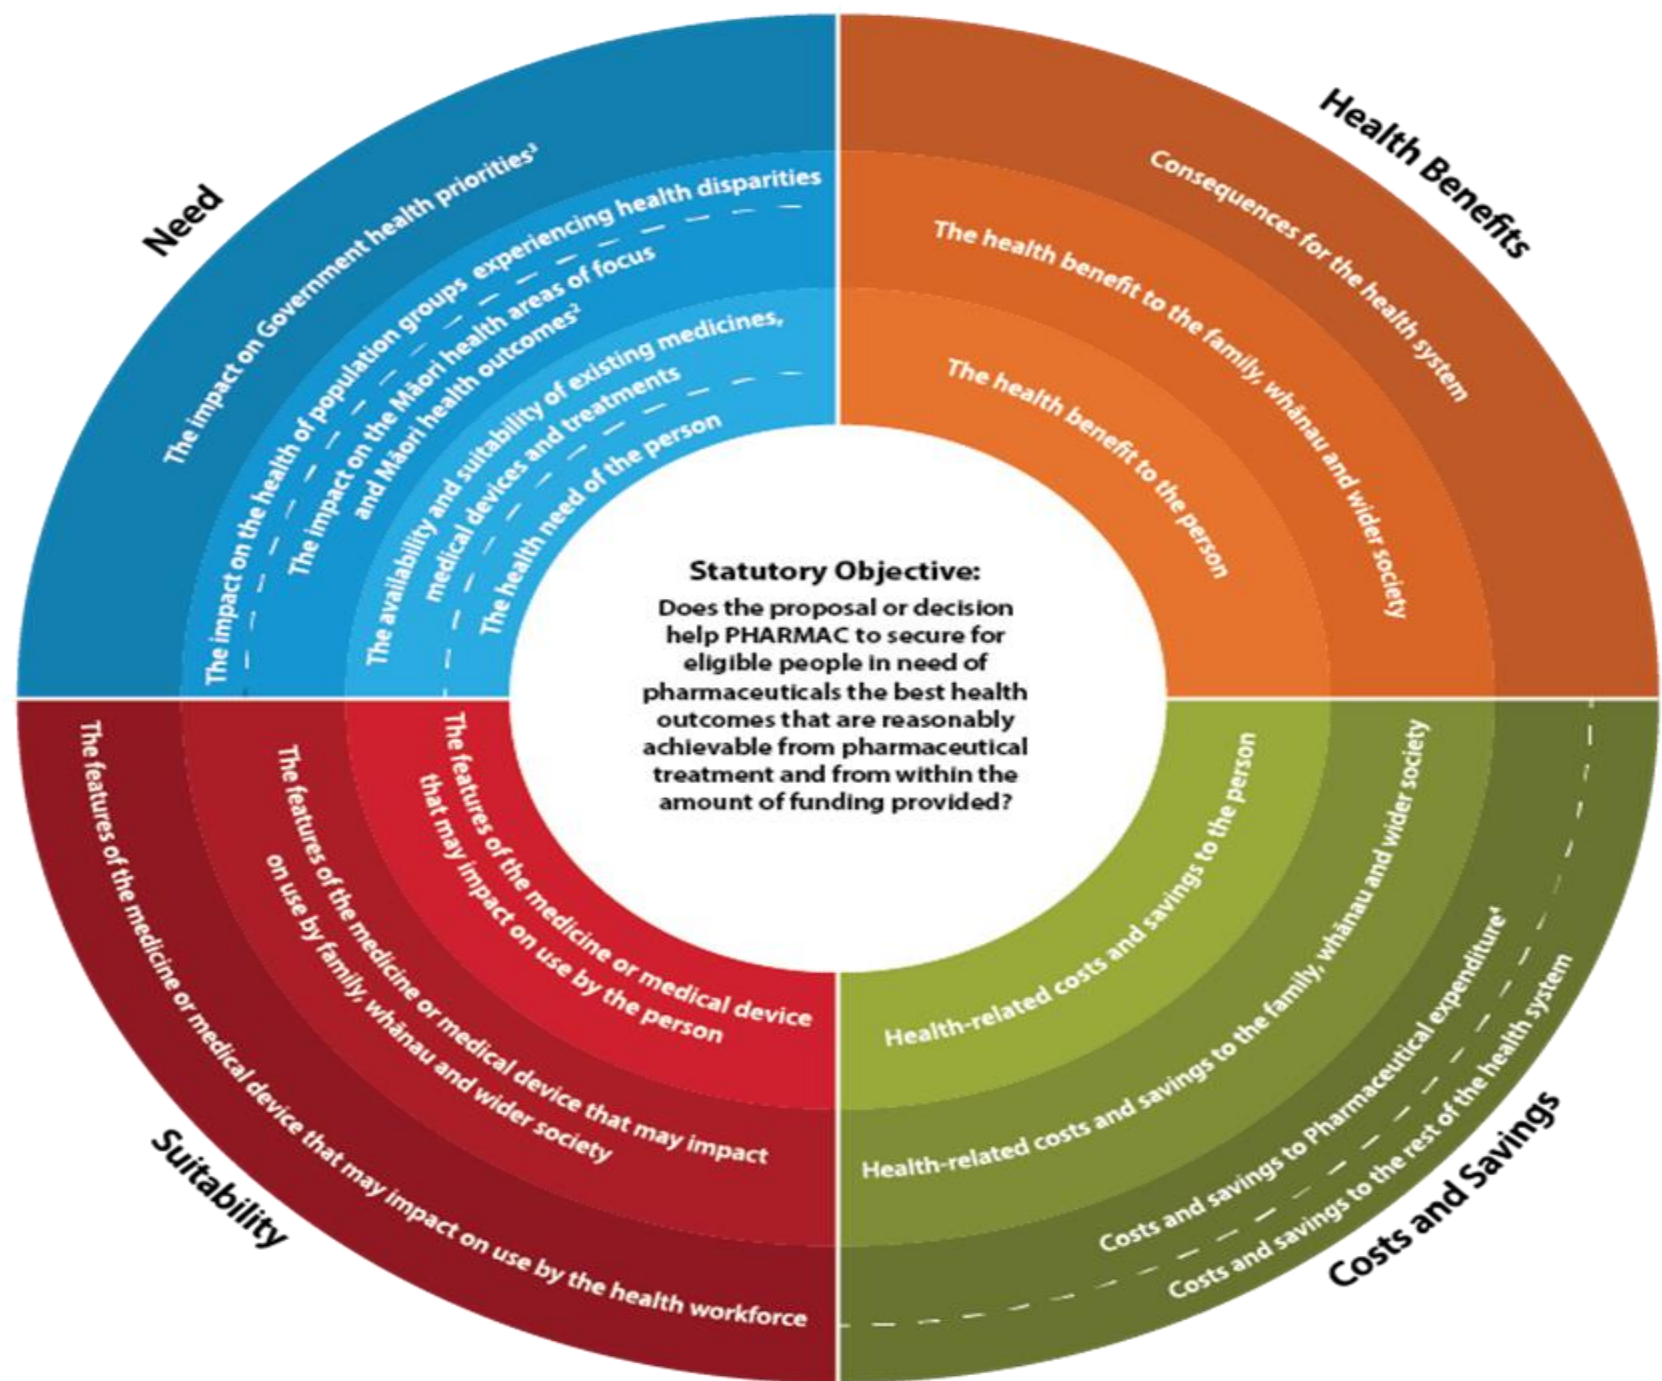 Need
The impact on Government health priorities³
The impact on the health of population groups experiencing health disparities
The impact on the Māori health areas of focus
and Māori health outcomes²
The availability and suitability of existing medicines,
medical devices and treatments
The health need of the person
Health Benefits
Consequences for the health system
The health benefit to the family, whānau and wider society
The health benefit to the person
Statutory Objective:
Does the proposal or decision
help PHARMAC to secure for
eligible people in need of
pharmaceuticals the best health
outcomes that are reasonably
achievable from pharmaceutical
treatment and from within the
amount of funding provided?
The features of the medicine or medical device
that may impact on use by the person
The features of the medicine or medical device that may impact
on use by family, whānau and wider society
The features of the medicine or medical device that may impact on use by the health workforce
Suitability
Health-related costs and savings to the person
Health-related costs and savings to the family, whānau and wider society
Costs and savings to Pharmaceutical expenditure⁴
Costs and savings to the rest of the health system
Costs and Savings